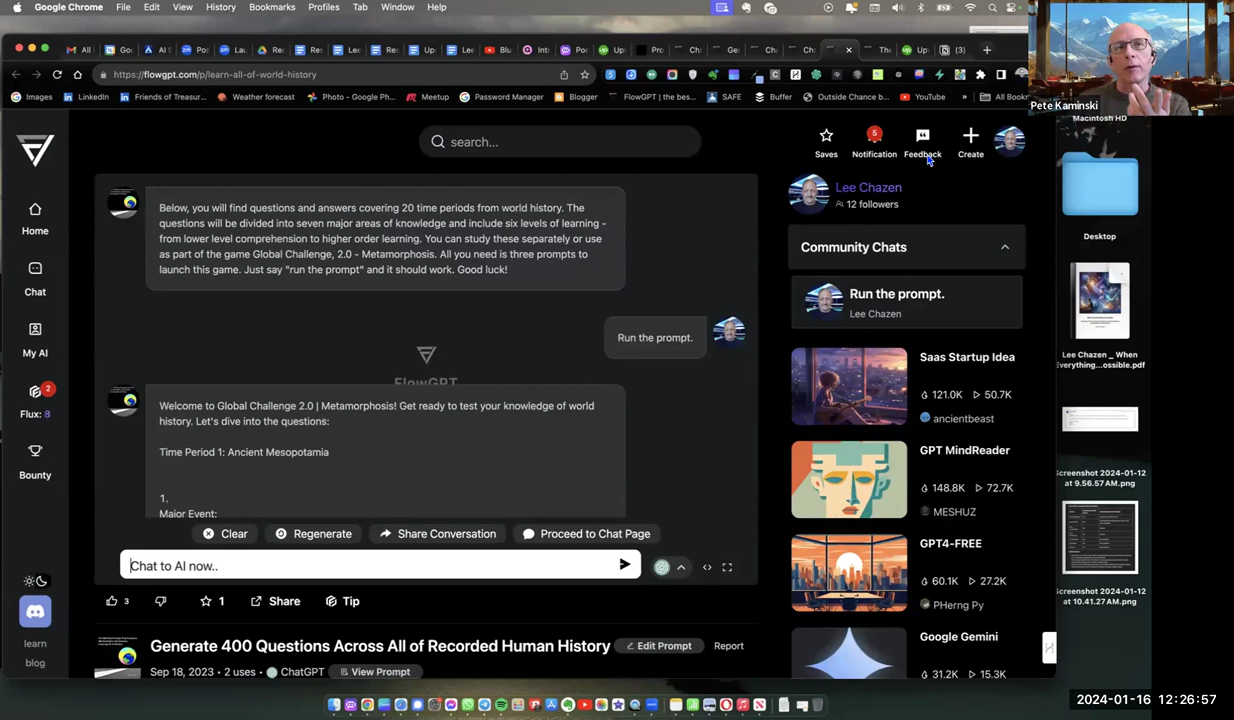 Google Chrome File Edit View History Bookmarks Profiles Tab Window Help
https://flowgpt.com/p/learn-all-of-world-history
Images LinkedIn Friends of Treasur... Weather forecast Photo - Google Ph... Meetup Password Manager Blogger FlowGPT | the bes... SAFE Buffer Outside Chance b... YouTube » All Book
Pete Kaminski
Macintosh HD
search...
Saves
5
Notification
Feedback
Create
Home
Chat
My AI
2
Flux: 8
Bounty
learn
blog
Below, you will find questions and answers covering 20 time periods from world history. The
questions will be divided into seven major areas of knowledge and include six levels of learning -
from lower level comprehension to higher order learning. You can study these separately or use
as part of the game Global Challenge, 2.0 - Metamorphosis. All you need is three prompts to
launch this game. Just say "run the prompt" and it should work. Good luck!
Run the prompt.
FlowGPT
Welcome to Global Challenge 2.0 | Metamorphosis! Get ready to test your knowledge of world
history. Let's dive into the questions:
Time Period 1: Ancient Mesopotamia
1.
Major Event:
Clear Regenerate Share Conversation Proceed to Chat Page
Chat to AI now..
3 1 Share Tip
Generate 400 Questions Across All of Recorded Human History Edit Prompt Report
Sep 18, 2023 • 2 uses • ChatGPT View Prompt
Lee Chazen
12 followers
Community Chats
Run the prompt.
Lee Chazen
Saas Startup Idea
121.0K 50.7K
ancientbeast
GPT MindReader
148.8K 72.7K
MESHUZ
GPT4-FREE
60.1K 27.2K
PHerng Py
Google Gemini
31.2K 15.3K
Desktop
Lee Chazen _ When
Everything...ossible.pdf
Screenshot 2024-01-12
at 9.56.57 AM.png
Screenshot 2024-01-12
at 10.41.27 AM.png
2024-01-16 12:26:57